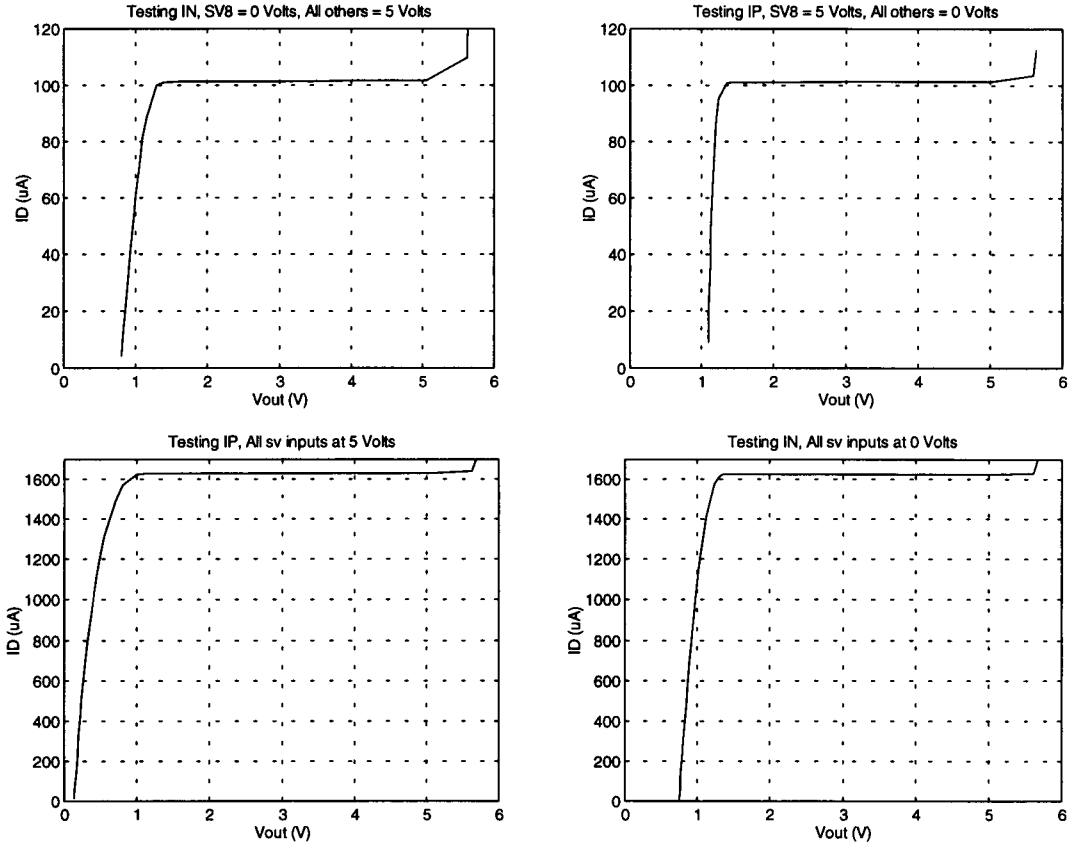 Testing IN, SV8 = 0 Volts, All others = 5 Volts
120
100
80
60
40
20
0
ID (uA)
0 1 2 3 4 5 6
Vout (V)
Testing IP, SV8 = 5 Volts, All others = 0 Volts
120
100
80
60
40
20
0
ID (uA)
0 1 2 3 4 5 6
Vout (V)
Testing IP, All sv inputs at 5 Volts
1600
1400
1200
1000
800
600
400
200
0
ID (uA)
0 1 2 3 4 5 6
Vout (V)
Testing IN, All sv inputs at 0 Volts
1600
1400
1200
1000
800
600
400
200
0
ID (uA)
0 1 2 3 4 5 6
Vout (V)